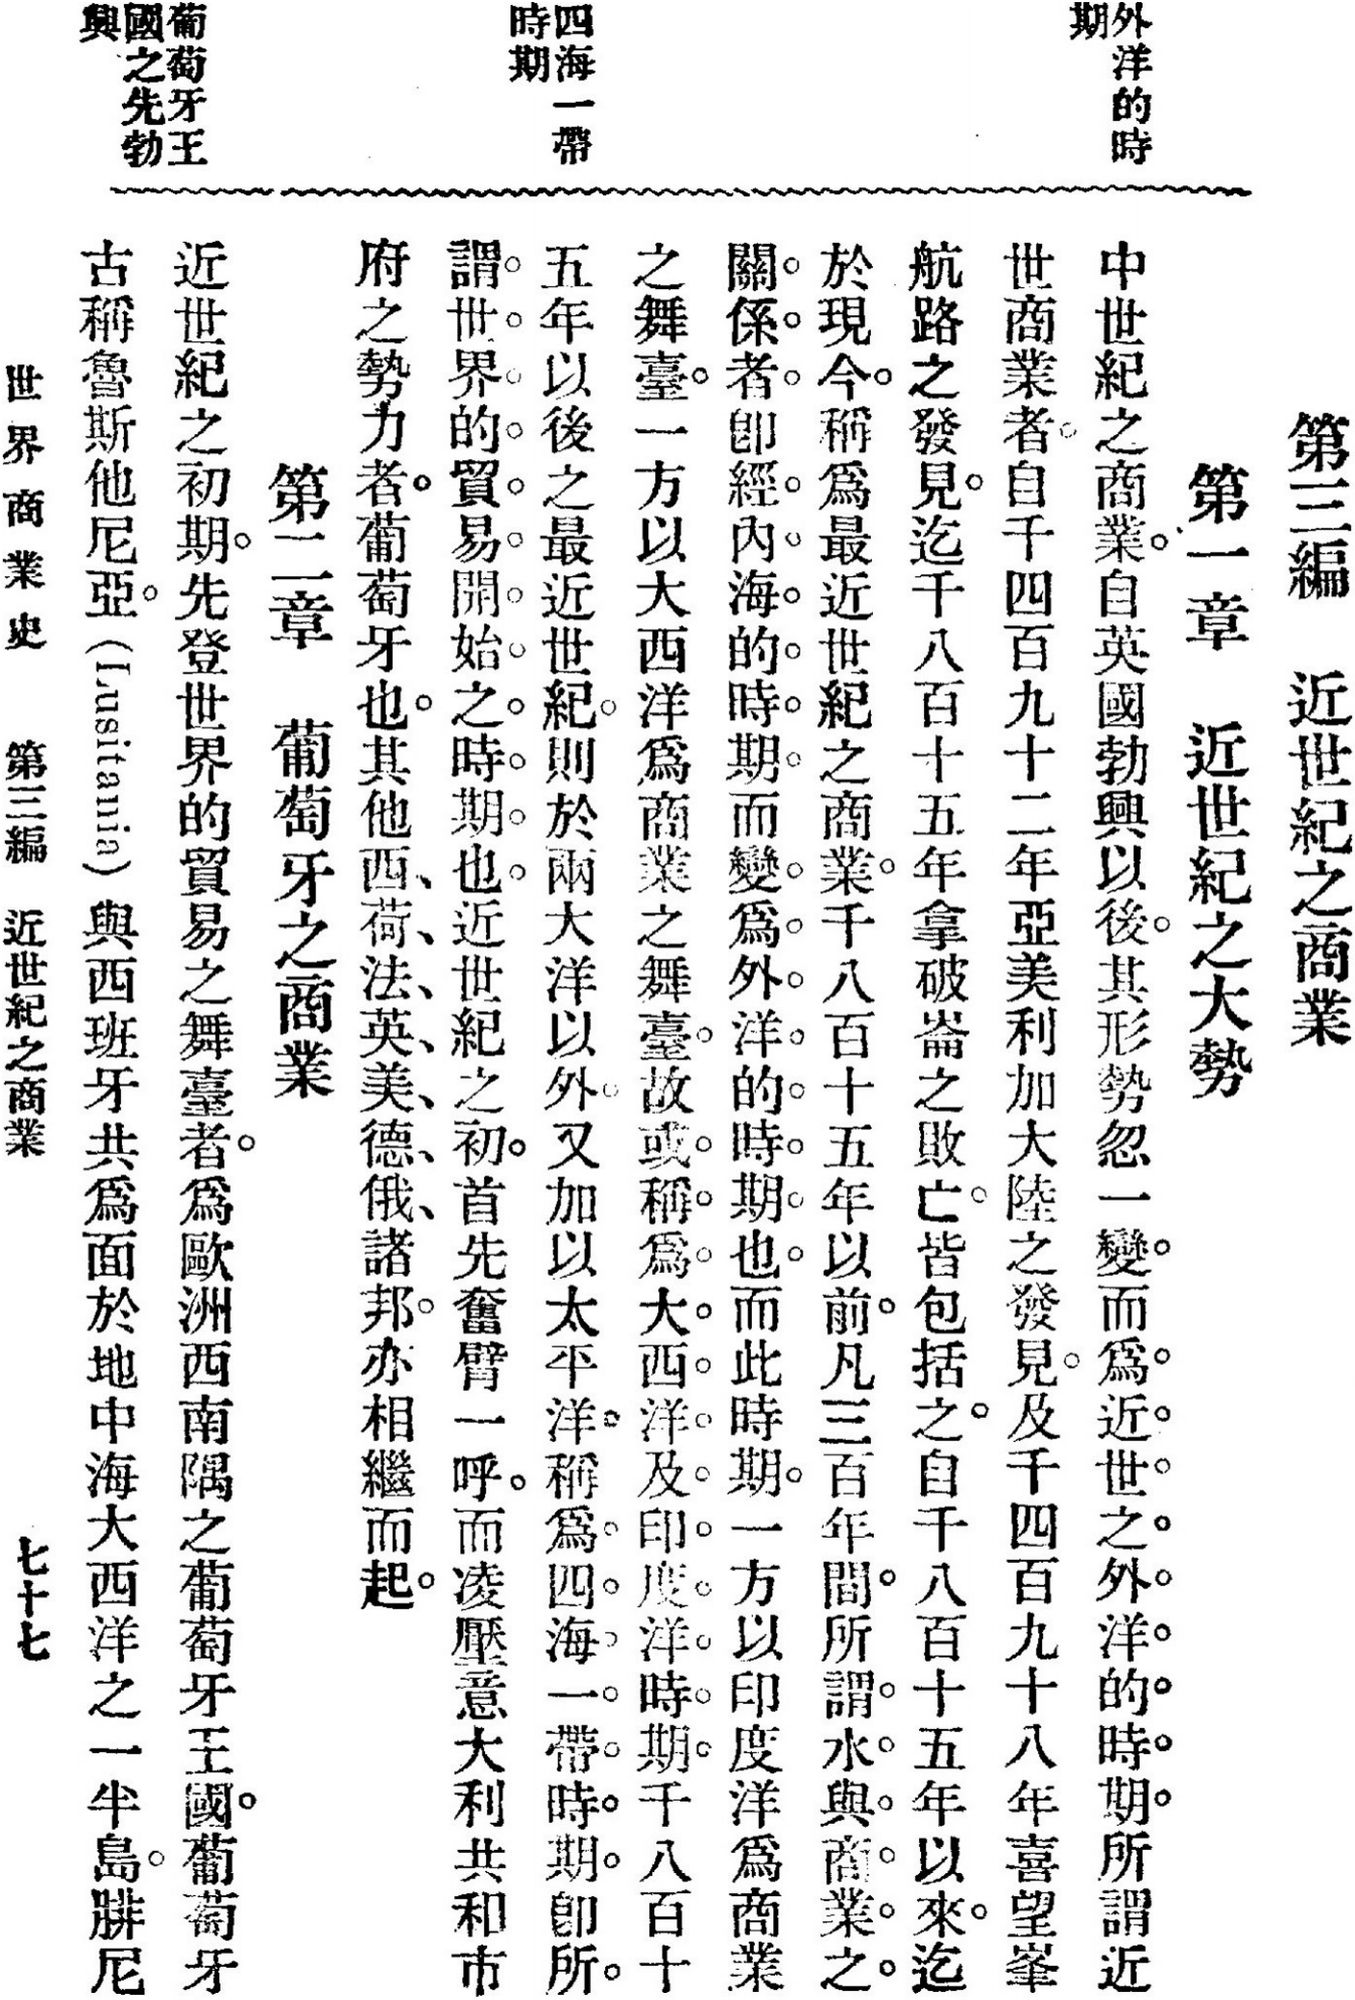 第三編　近世紀之商業
第一章　近世紀之大勢
外洋的時
期
中世紀之商業。自英國勃興以後。其形勢忽一變而爲近世之外洋的時期。所謂近
世商業者。自千四百九十二年亞美利加大陸之發見。及千四百九十八年喜望峯
航路之發見。迄千八百十五年拿破崙之敗亡。皆包括之。自千八百十五年以來。迄
於現今。稱爲最近世紀之商業。千八百十五年以前。凡三百年間。所謂水與商業之
關係者。卽經內海的時期而變爲外洋的時期也。而此時期。一方以印度洋爲商業
之舞臺。一方以大西洋爲商業之舞臺。故或稱爲大西洋及印度洋時期。千八百十
四海一帶
時期
五年以後之最近世紀。則於兩大洋以外。又加以太平洋。稱爲四海一帶時期。卽所
謂世界的貿易開始之時期也。近世紀之初。首先奮臂一呼。而凌壓意大利共和市
府之勢力者。葡萄牙也。其他西、荷、法、英、美、德、俄、諸邦。亦相繼而起。
第二章　葡萄牙之商業
葡萄牙王
國之先勃
興
近世紀之初期。先登世界的貿易之舞臺者。爲歐洲西南隅之葡萄牙王國。葡萄牙
古稱魯斯他尼亞。(Lusitania)與西班牙共爲面於地中海大西洋之一半島。腓尼
世界商業史　第三編　近世紀之商業　七十七